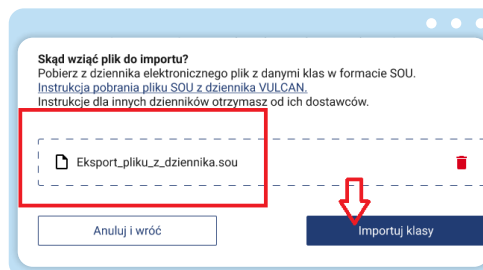 Skąd wziąć plik do importu?
Pobierz z dziennika elektronicznego plik z danymi klas w formacie SOU.
Instrukcja pobrania pliku SOU z dziennika VULCAN.
Instrukcje dla innych dzienników otrzymasz od ich dostawców.
Eksport_pliku_z_dziennika.sou
Anuluj i wróć
Importuj klasy